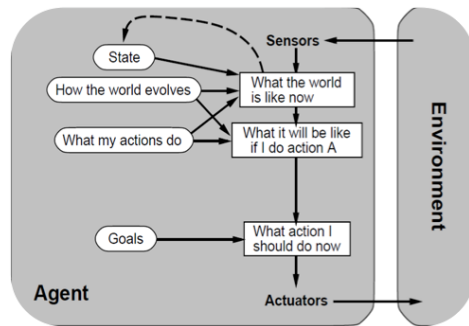 Sensors
State
What the world
is like now
How the world evolves
What my actions do
What it will be like
if I do action A
Goals
What action I
should do now
Agent
Actuators
Environment